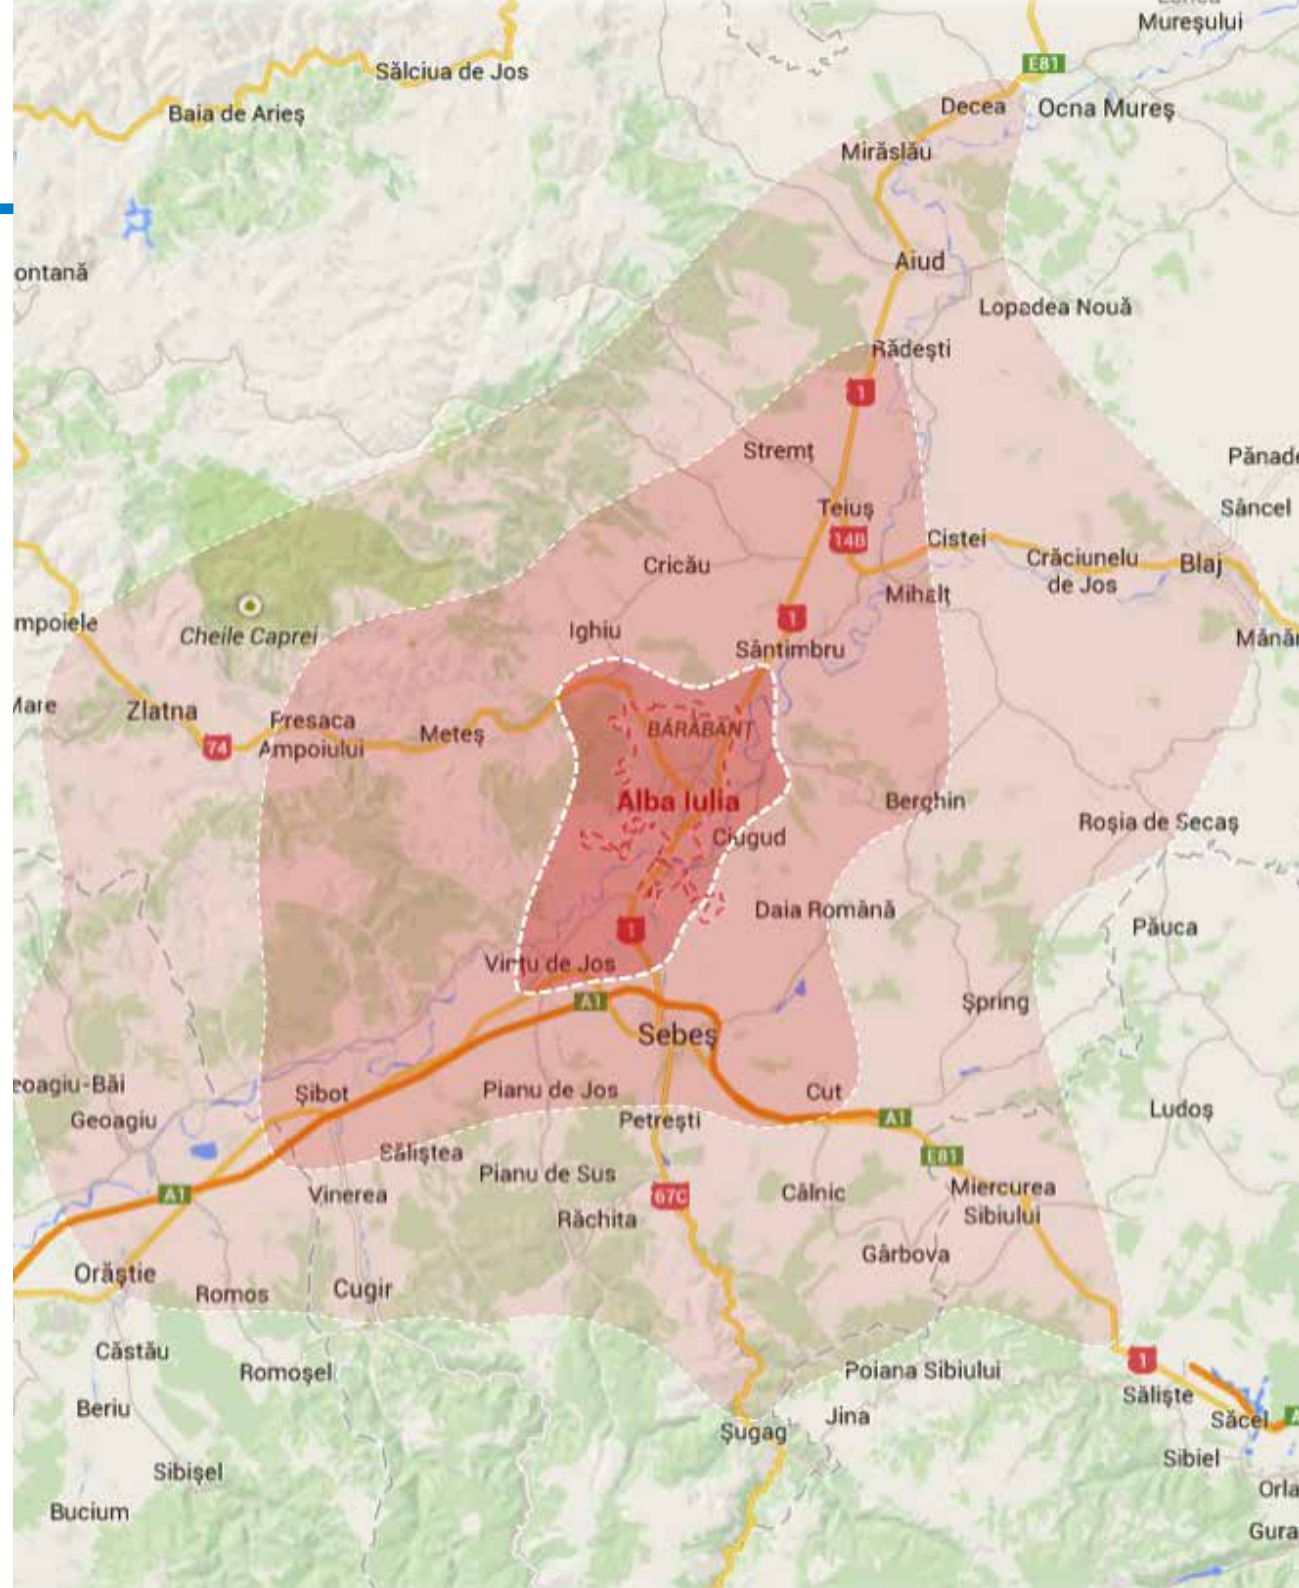 Mureșului
E81
Sălciua de Jos
Baia de Arieș
Decea
Ocna Mureș
Mirăslău
Aiud
ontană
Lopadea Nouă
Rădești
1
Stremț
Pănade
Sâncel
Teiuș
14B
Cistei
Crăciunelu
de Jos
Blaj
Cricău
Mihalț
1
mpoiele
Cheile Caprei
Ighiu
Sântimbru
Mănăr
Mare
Zlatna
74
Fresaca
Ampoiului
Meteș
BĂRĂBANȚ
Alba Iulia
Ciugud
Berghin
Roșia de Secaș
Daia Română
Păuca
1
Vințu de Jos
A1
Sebeș
Șpring
eoagiu-Băi
Geoagiu
Șibot
Pianu de Jos
Cut
Petrești
A1
Ludoș
Săliștea
E81
A1
Vinerea
Pianu de Sus
67C
Câlnic
Miercurea
Sibiului
Răchita
Gârbova
Orăștie
Romos
Cugir
Căstău
Romoșel
Poiana Sibiului
1
Săliște
Beriu
Șugag
Jina
Săcel
A
Sibișel
Sibiel
Orla
Bucium
Gura